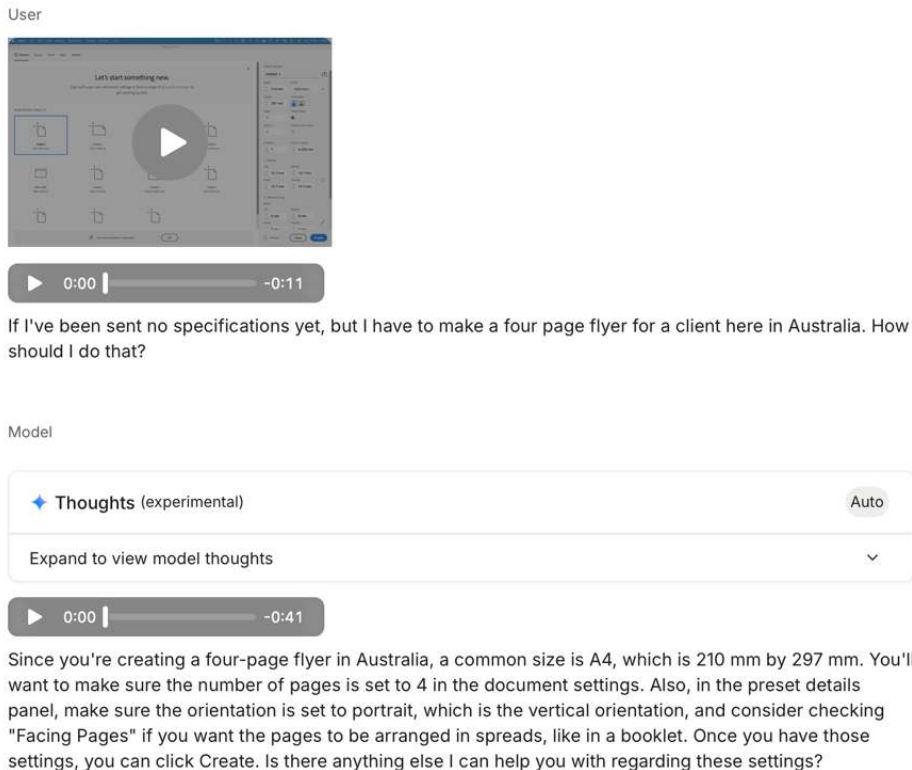 User
Let's start something new.
0:00
-0:11
If I've been sent no specifications yet, but I have to make a four page flyer for a client here in Australia. How
should I do that?
Model
Thoughts (experimental)
Auto
Expand to view model thoughts
0:00
-0:41
Since you're creating a four-page flyer in Australia, a common size is A4, which is 210 mm by 297 mm. You'll
want to make sure the number of pages is set to 4 in the document settings. Also, in the preset details
panel, make sure the orientation is set to portrait, which is the vertical orientation, and consider checking
"Facing Pages" if you want the pages to be arranged in spreads, like in a booklet. Once you have those
settings, you can click Create. Is there anything else I can help you with regarding these settings?